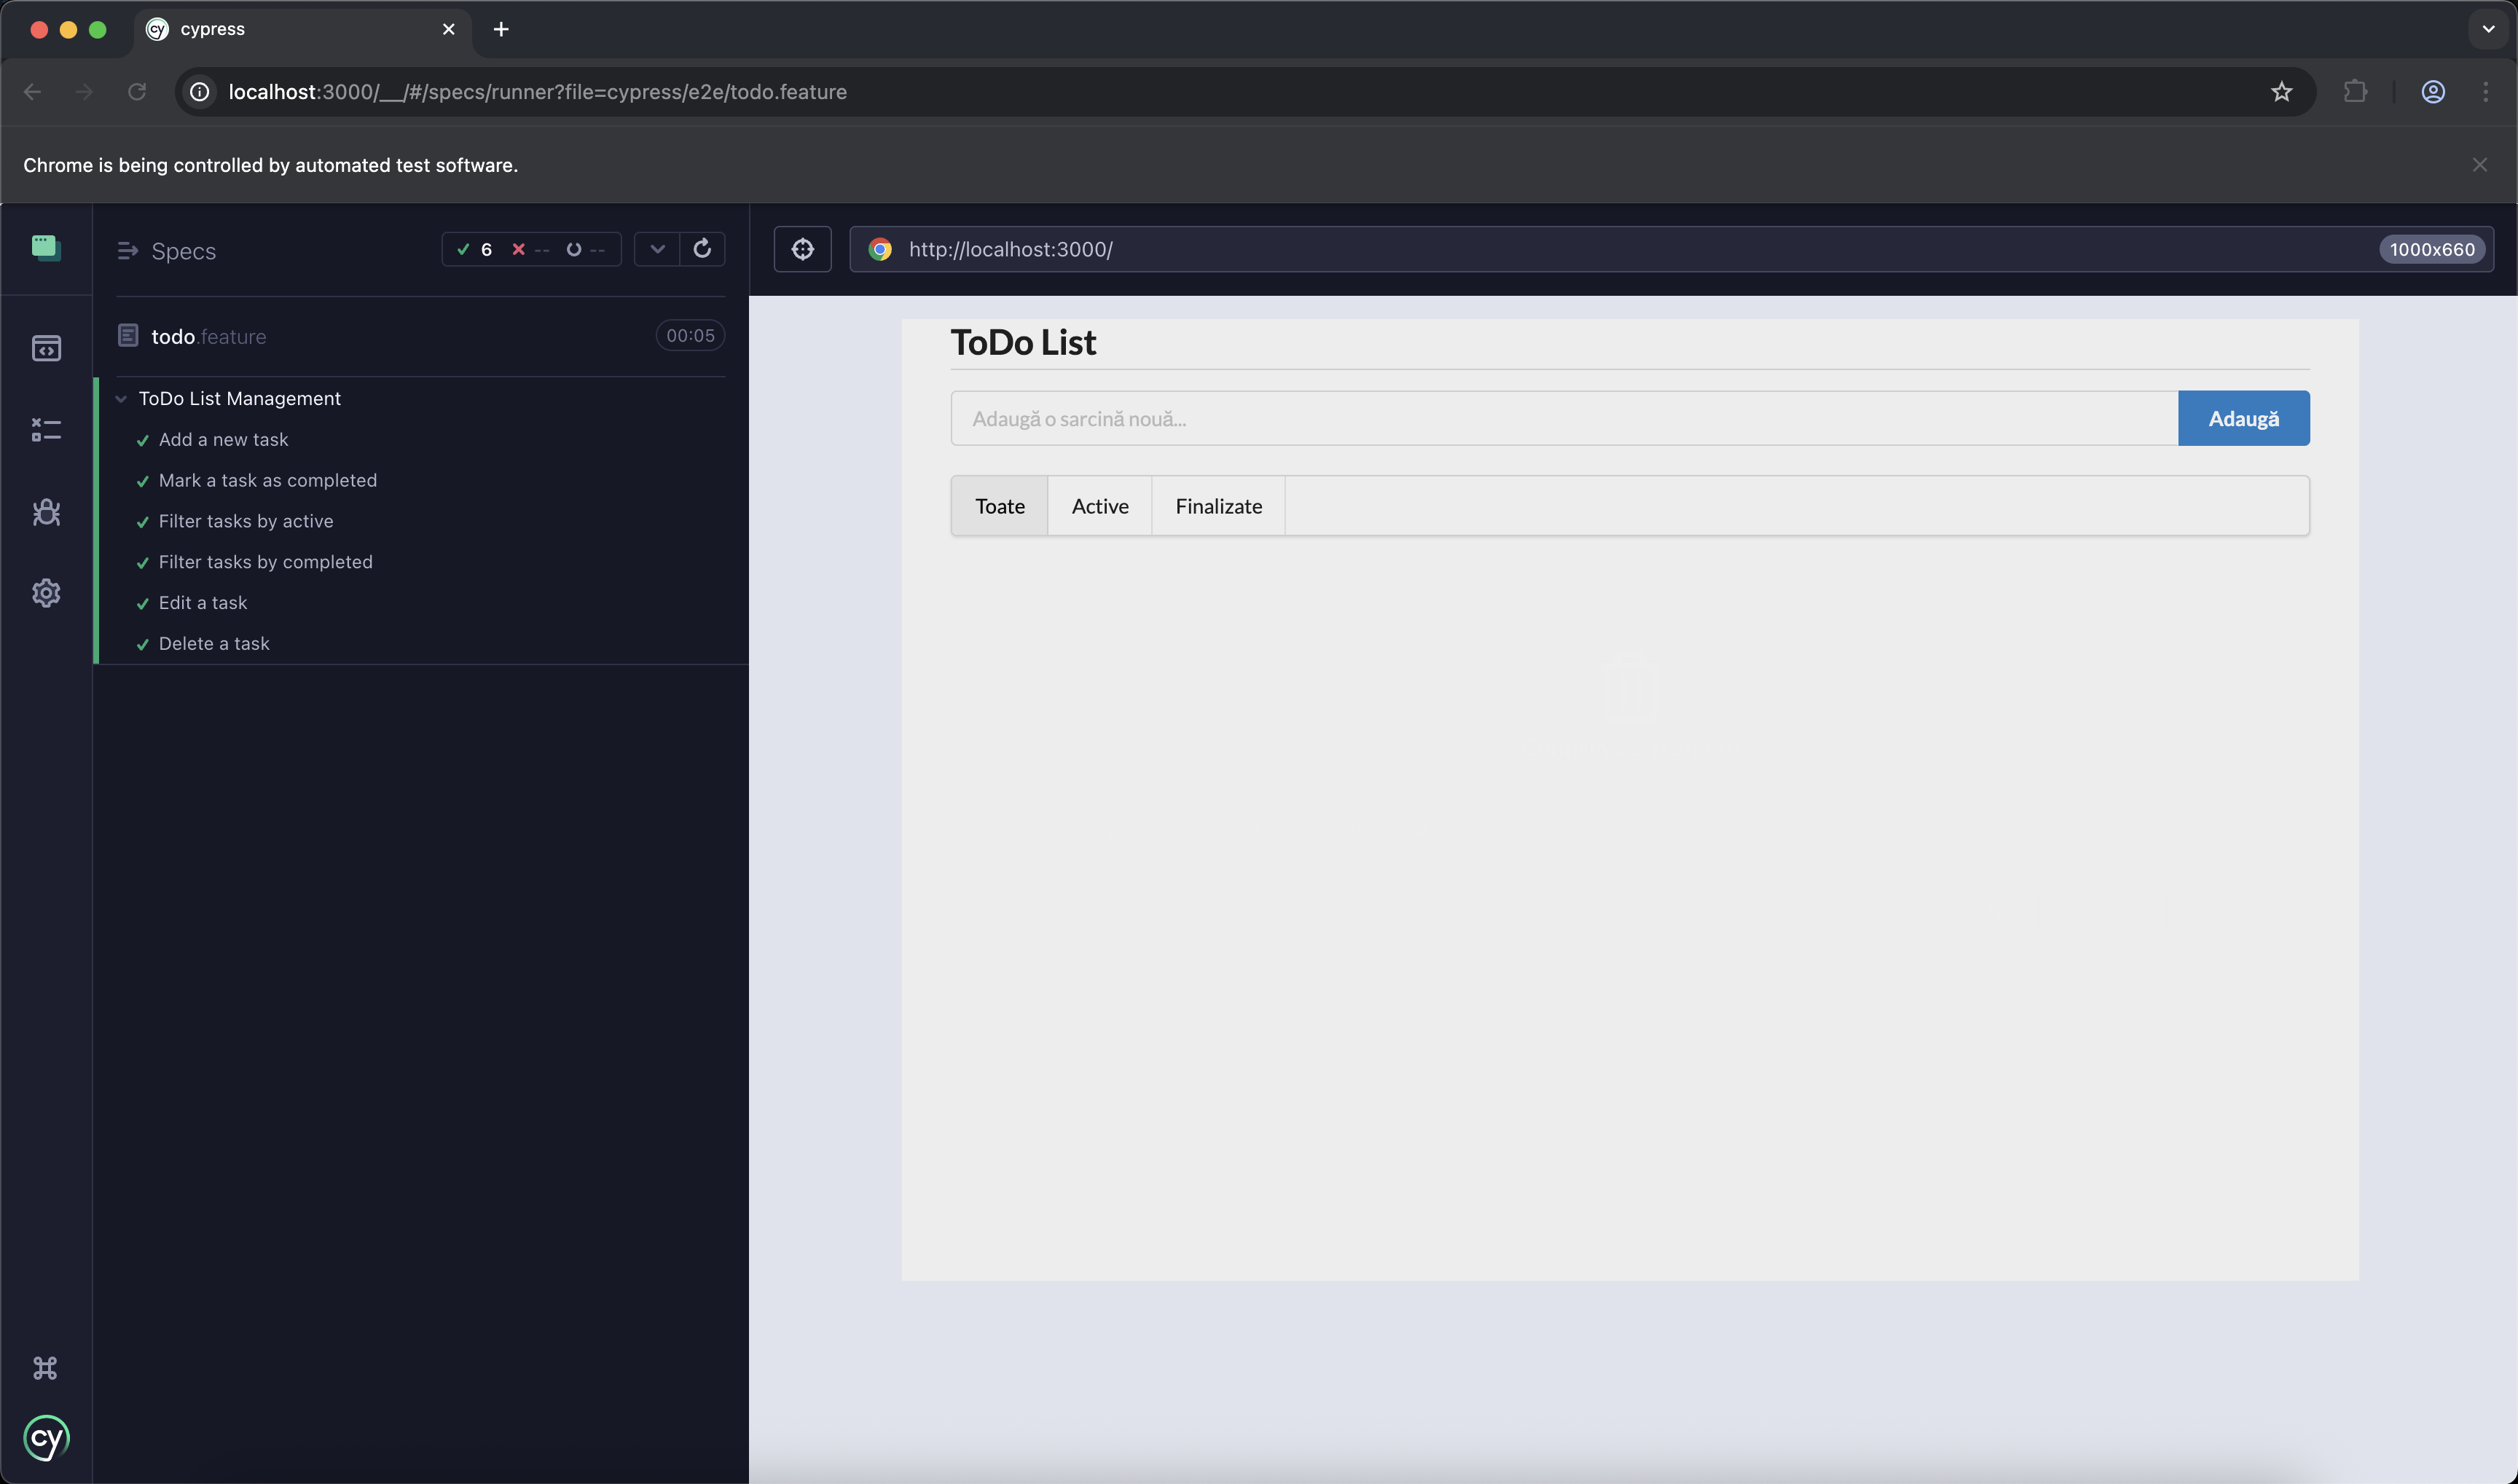 cypress
localhost:3000/__/#/specs/runner?file=cypress/e2e/todo.feature
Chrome is being controlled by automated test software.
Specs
6 -- --
todo.feature
00:05
ToDo List Management
Add a new task
Mark a task as completed
Filter tasks by active
Filter tasks by completed
Edit a task
Delete a task
cy
http://localhost:3000/
1000x660
ToDo List
Adaugă o sarcină nouă...
Adaugă
Toate
Active
Finalizate